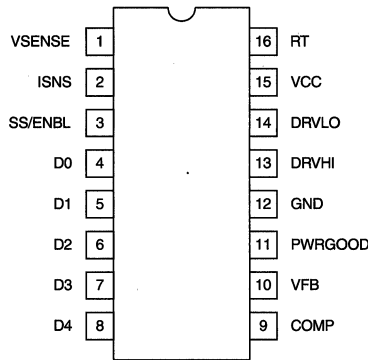 VSENSE 1 16 RT
ISNS 2 15 VCC
SS/ENBL 3 14 DRVLO
D0 4 13 DRVHI
D1 5 12 GND
D2 6 11 PWRGOOD
D3 7 10 VFB
D4 8 9 COMP